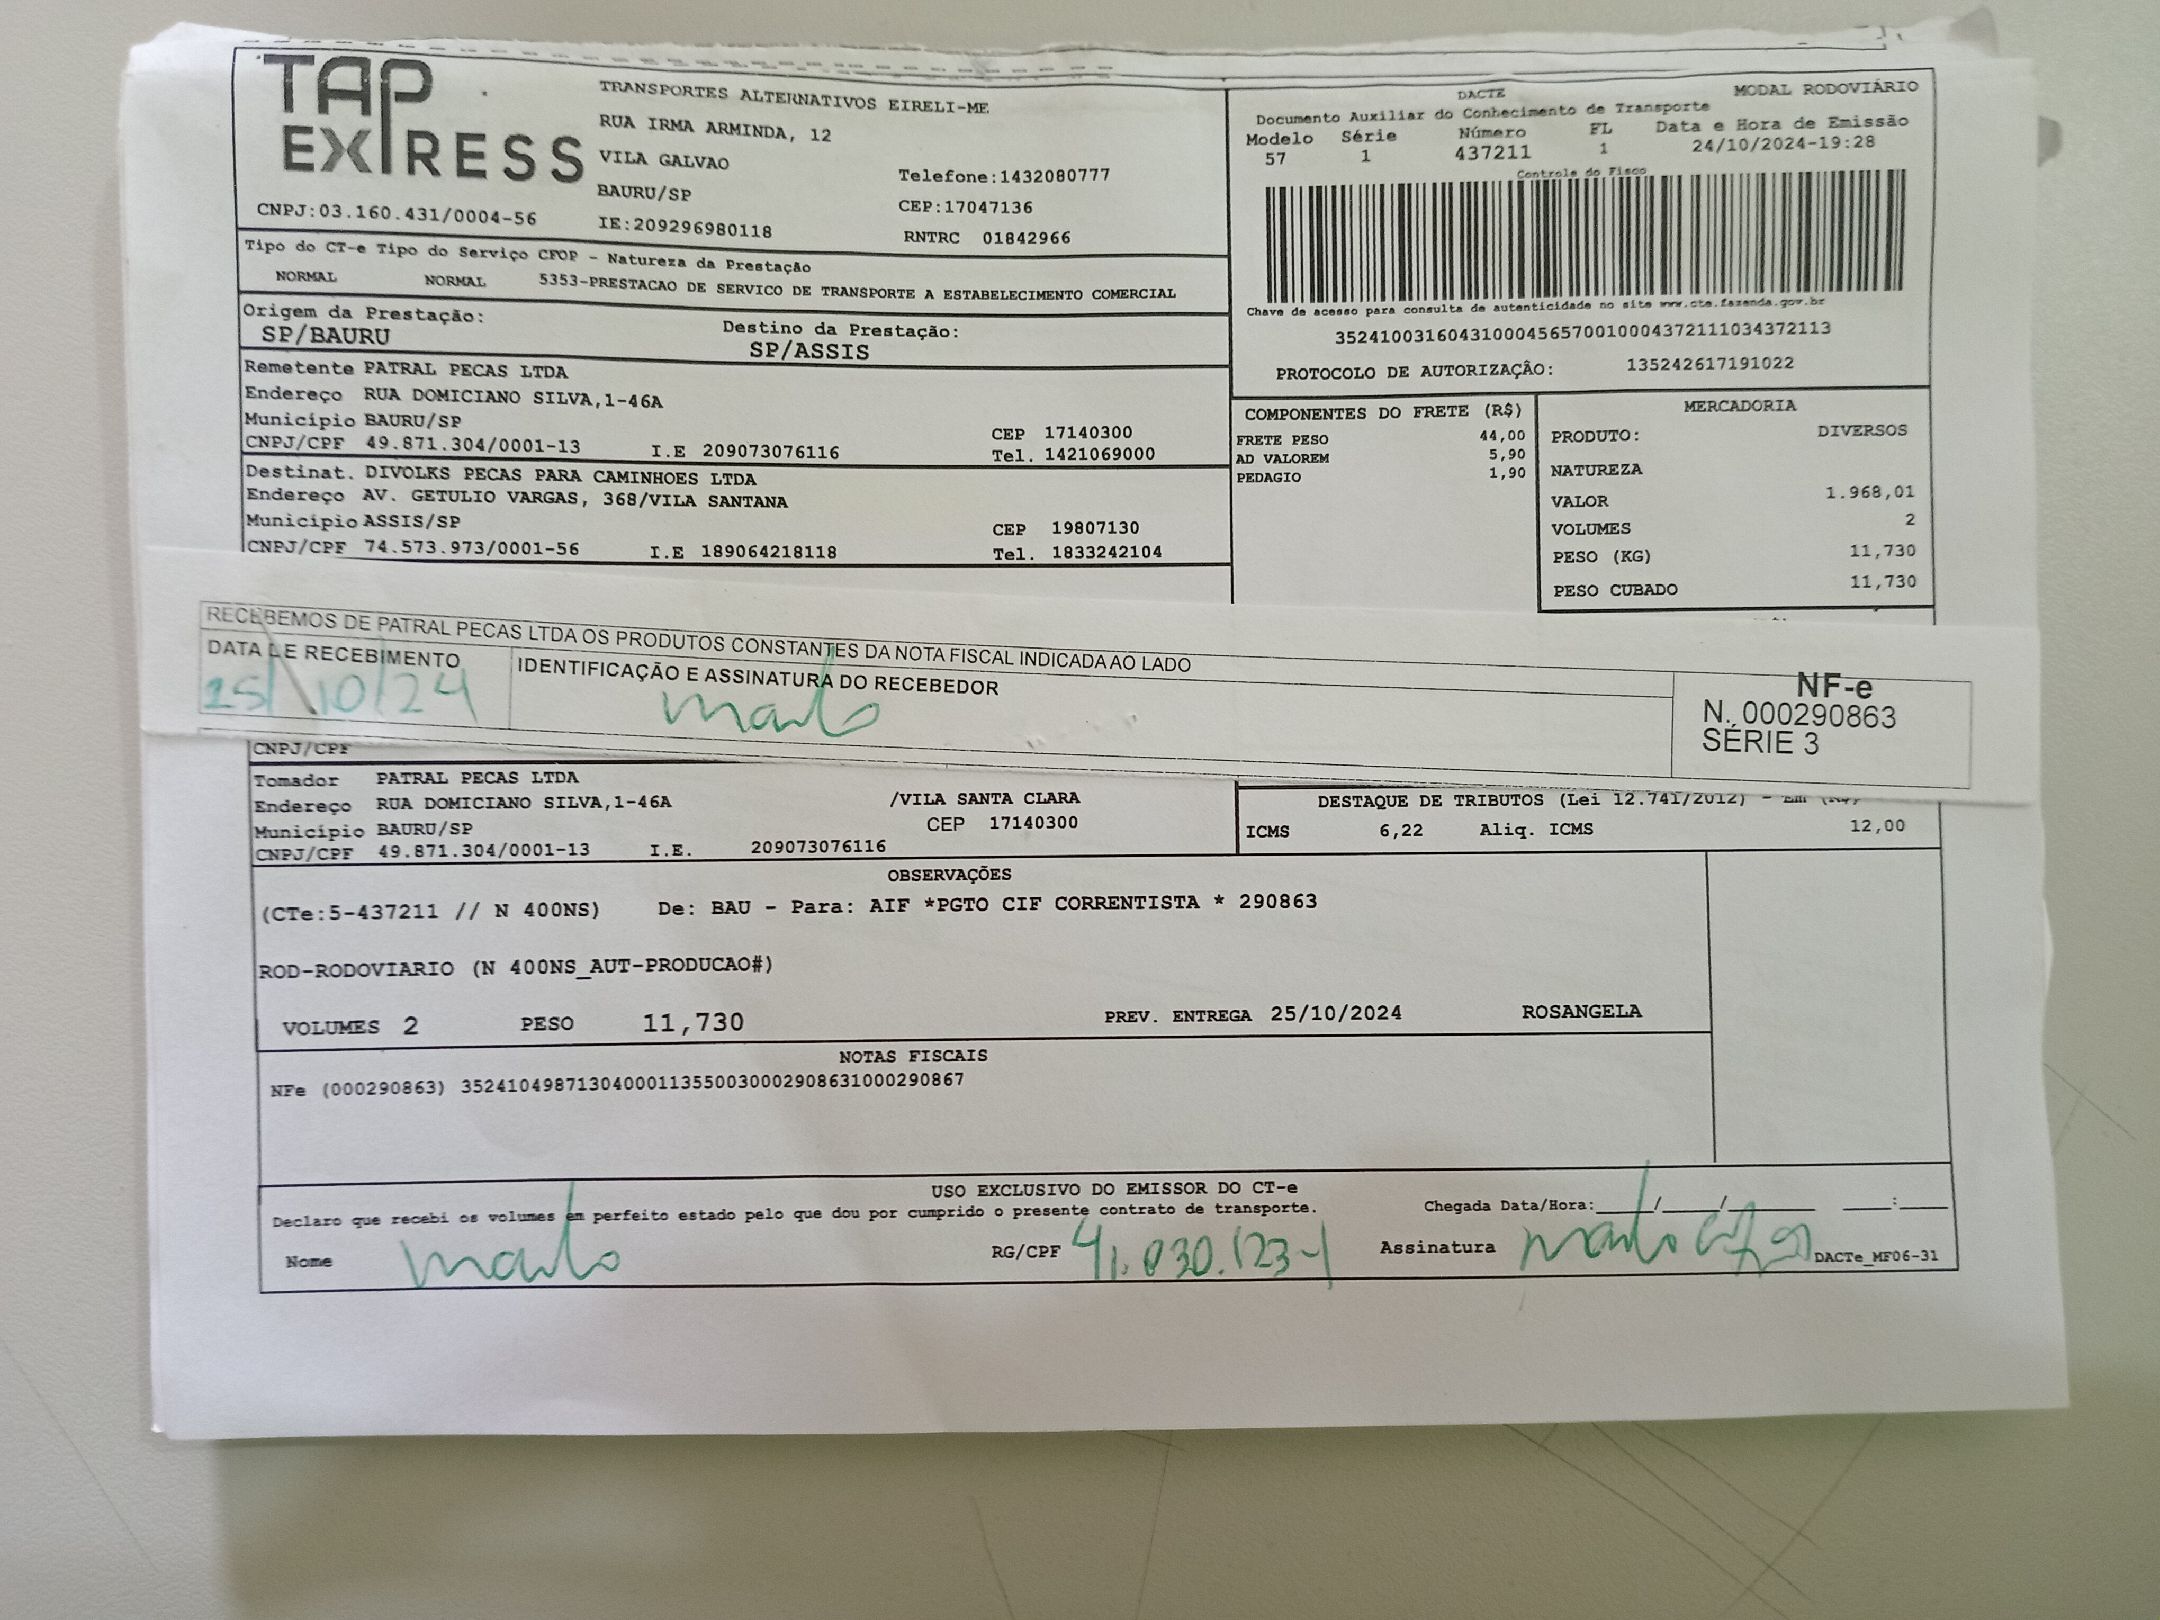 TAP EXPRESS
TRANSPORTES ALTERNATIVOS EIRELI-ME
RUA IRMA ARMINDA, 12
VILA GALVAO
Telefone:1432080777
BAURU/SP
CEP:17047136
CNPJ:03.160.431/0004-56
IE:209296980118
RNTRC 01842966
DACTE
MODAL RODOVIÁRIO
Documento Auxiliar do Conhecimento de Transporte
Modelo Série Número FL Data e Hora de Emissão
57 1 437211 1 24/10/2024-19:28
Controle do Fisco
Chave de acesso para consulta de autenticidade no site www.cte.fazenda.gov.br
35241003160431000456570010004372111034372113
PROTOCOLO DE AUTORIZAÇÂO: 135242617191022
Tipo do CT-e Tipo do Serviço CFOP - Natureza da Prestação
NORMAL NORMAL 5353-PRESTACAO DE SERVICO DE TRANSPORTE A ESTABELECIMENTO COMERCIAL
Origem da Prestação: Destino da Prestação:
SP/BAURU SP/ASSIS
Remetente PATRAL PECAS LTDA
Endereço RUA DOMICIANO SILVA,1-46A
Município BAURU/SP CEP 17140300
CNPJ/CPF 49.871.304/0001-13 I.E 209073076116 Tel. 1421069000
Destinat. DIVOLKS PECAS PARA CAMINHOES LTDA
Endereço AV. GETULIO VARGAS, 368/VILA SANTANA
Município ASSIS/SP CEP 19807130
CNPJ/CPF 74.573.973/0001-56 I.E 189064218118 Tel. 1833242104
COMPONENTES DO FRETE (R$)
FRETE PESO 44,00
AD VALOREM 5,90
PEDAGIO 1,90
MERCADORIA
PRODUTO: DIVERSOS
NATUREZA
VALOR 1.968,01
VOLUMES 2
PESO (KG) 11,730
PESO CUBADO 11,730
RECEBEMOS DE PATRAL PECAS LTDA OS PRODUTOS CONSTANTES DA NOTA FISCAL INDICADA AO LADO
DATA DE RECEBIMENTO
25/10/24
IDENTIFICAÇÃO E ASSINATURA DO RECEBEDOR
NF-e
N. 000290863
SÉRIE 3
CNPJ/CPF
Tomador PATRAL PECAS LTDA
Endereço RUA DOMICIANO SILVA,1-46A /VILA SANTA CLARA
Município BAURU/SP CEP 17140300
CNPJ/CPF 49.871.304/0001-13 I.E. 209073076116
DESTAQUE DE TRIBUTOS (Lei 12.741/2012) - Em (R$)
ICMS 6,22 Aliq. ICMS 12,00
OBSERVAÇÕES
(CTe:5-437211 // N 400NS) De: BAU - Para: AIF *PGTO CIF CORRENTISTA * 290863
ROD-RODOVIARIO (N 400NS_AUT-PRODUCAO#)
VOLUMES 2 PESO 11,730 PREV. ENTREGA 25/10/2024 ROSANGELA
NOTAS FISCAIS
NFe (000290863) 35241049871304000113550030002908631000290867
USO EXCLUSIVO DO EMISSOR DO CT-e
Declaro que recebi os volumes em perfeito estado pelo que dou por cumprido o presente contrato de transporte.
Chegada Data/Hora:____/____/______ ____:____
Nome
RG/CPF 41.030.123-1
Assinatura
DACTe_MF06-31